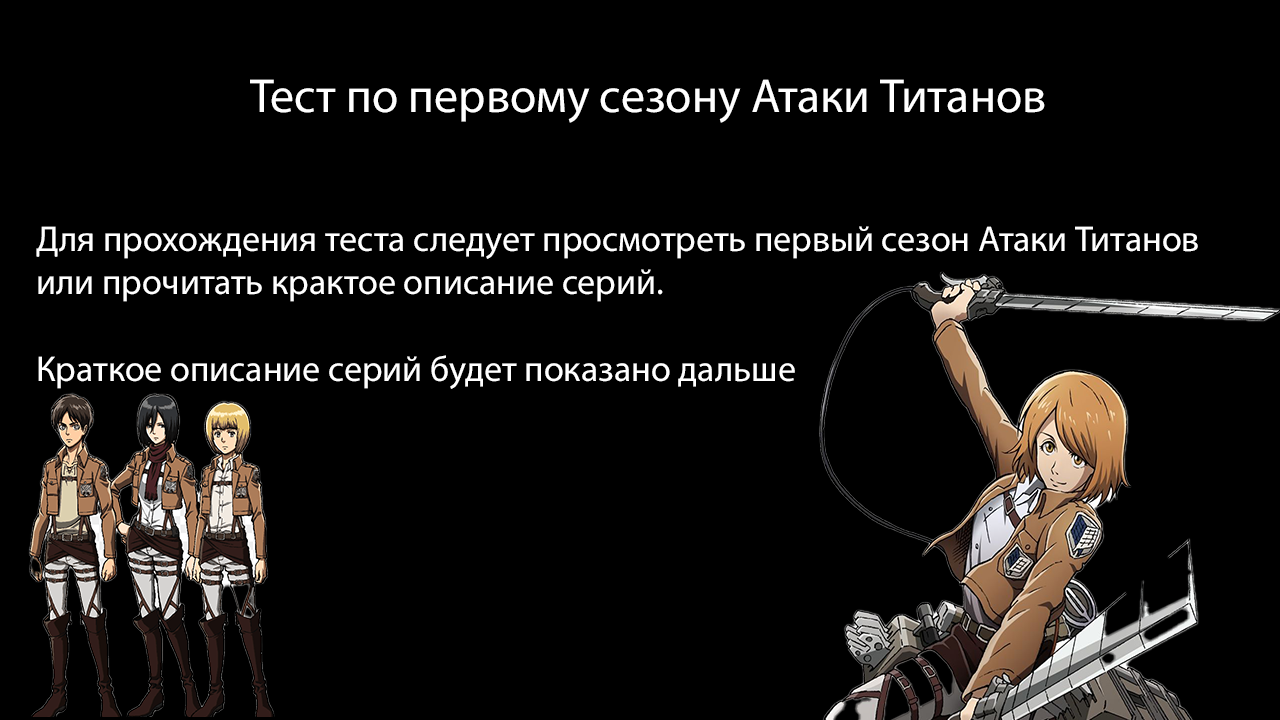 Тест по первому сезону Атаки Титанов
Для прохождения теста следует просмотреть первый сезон Атаки Титанов
или прочитать крактое описание серий.
Краткое описание серий будет показано дальше